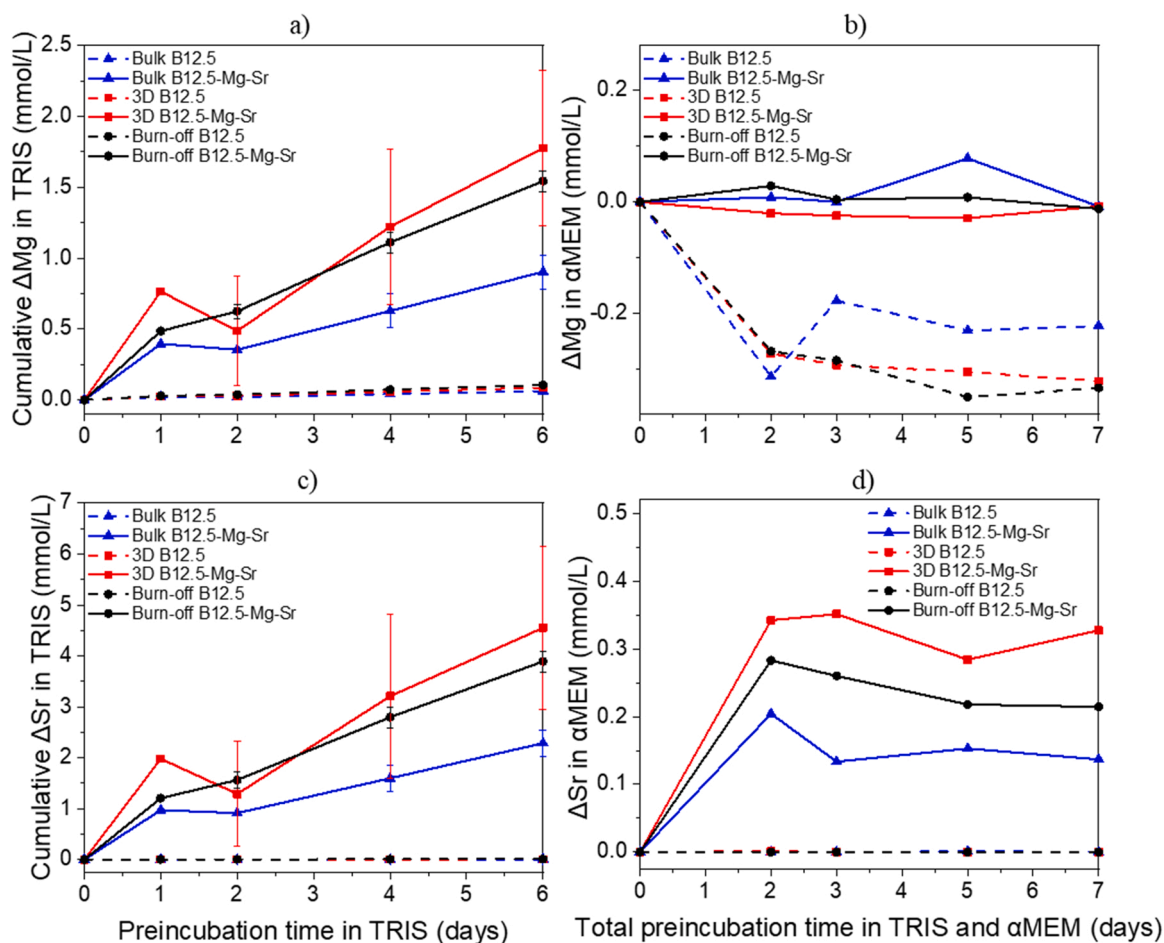 a)
Cumulative ΔMg in TRIS (mmol/L)
2.5
2.0
1.5
1.0
0.5
0.0
Bulk B12.5
Bulk B12.5-Mg-Sr
3D B12.5
3D B12.5-Mg-Sr
Burn-off B12.5
Burn-off B12.5-Mg-Sr
0 1 2 3 4 5 6
b)
ΔMg in αMEM (mmol/L)
0.2
0.0
-0.2
Bulk B12.5
Bulk B12.5-Mg-Sr
3D B12.5
3D B12.5-Mg-Sr
Burn-off B12.5
Burn-off B12.5-Mg-Sr
0 1 2 3 4 5 6 7
c)
Cumulative ΔSr in TRIS (mmol/L)
7
6
5
4
3
2
1
0
Bulk B12.5
Bulk B12.5-Mg-Sr
3D B12.5
3D B12.5-Mg-Sr
Burn-off B12.5
Burn-off B12.5-Mg-Sr
0 1 2 3 4 5 6
Preincubation time in TRIS (days)
d)
ΔSr in αMEM (mmol/L)
0.5
0.4
0.3
0.2
0.1
0.0
Bulk B12.5
Bulk B12.5-Mg-Sr
3D B12.5
3D B12.5-Mg-Sr
Burn-off B12.5
Burn-off B12.5-Mg-Sr
0 1 2 3 4 5 6 7
Total preincubation time in TRIS and αMEM (days)